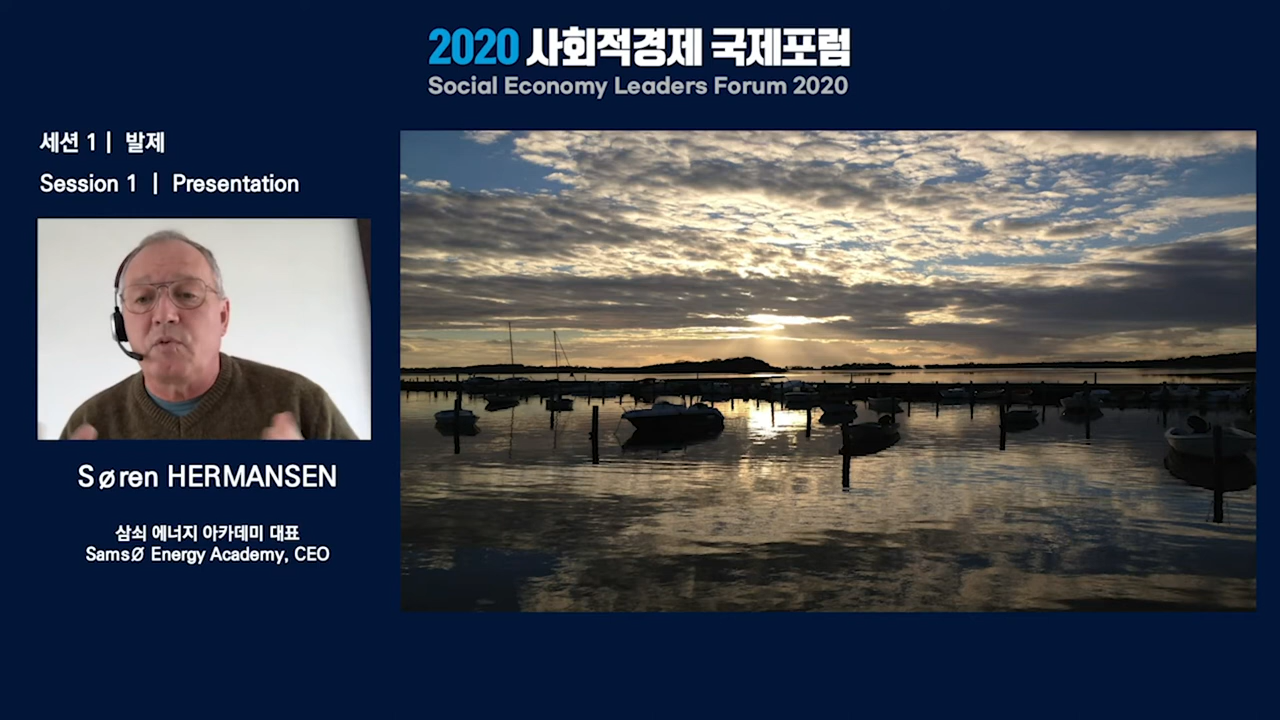 2020 사회적경제 국제포럼
Social Economy Leaders Forum 2020
세션 1 | 발제
Session 1 | Presentation
Søren HERMANSEN
삼쇠 에너지 아카데미 대표
SamsØ Energy Academy, CEO